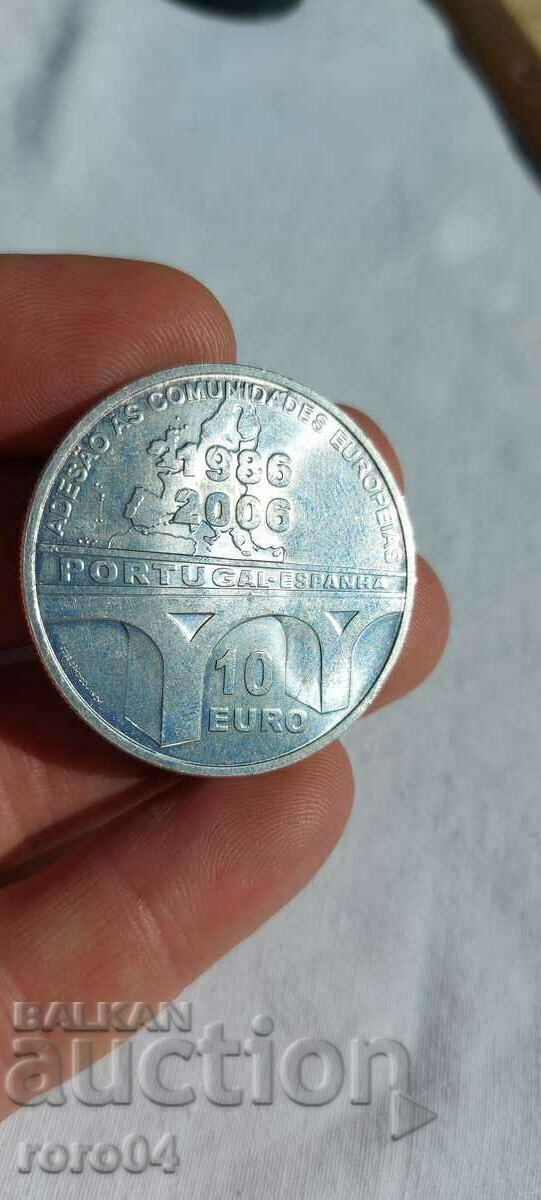 ADESÃO ÀS COMUNIDADES EUROPEIAS
1986
2006
PORTUGAL-ESPANHA
10
EURO
BALKAN
auction
roro04